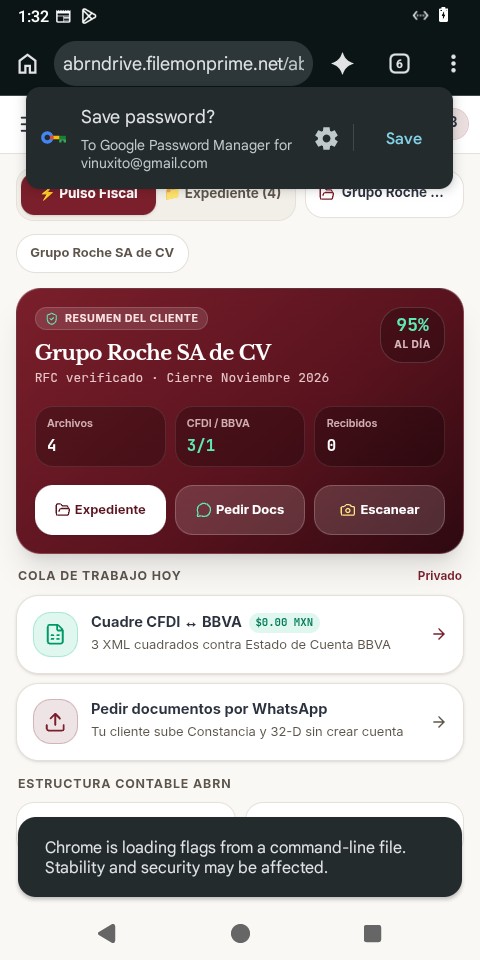 1:32
abrndrive.filemonprime.net/ab
6
Save password?
To Google Password Manager for
vinuxito@gmail.com
Save
⚡ Pulso Fiscal
📁 Expediente (4)
Grupo Roche ...
Grupo Roche SA de CV
RESUMEN DEL CLIENTE
95%
AL DÍA
Grupo Roche SA de CV
RFC verificado · Cierre Noviembre 2026
Archivos
4
CFDI / BBVA
3/1
Recibidos
0
Expediente
Pedir Docs
Escanear
COLA DE TRABAJO HOY
Privado
Cuadre CFDI ↔ BBVA
$0.00 MXN
3 XML cuadrados contra Estado de Cuenta BBVA
Pedir documentos por WhatsApp
Tu cliente sube Constancia y 32-D sin crear cuenta
ESTRUCTURA CONTABLE ABRN
Chrome is loading flags from a command-line file.
Stability and security may be affected.